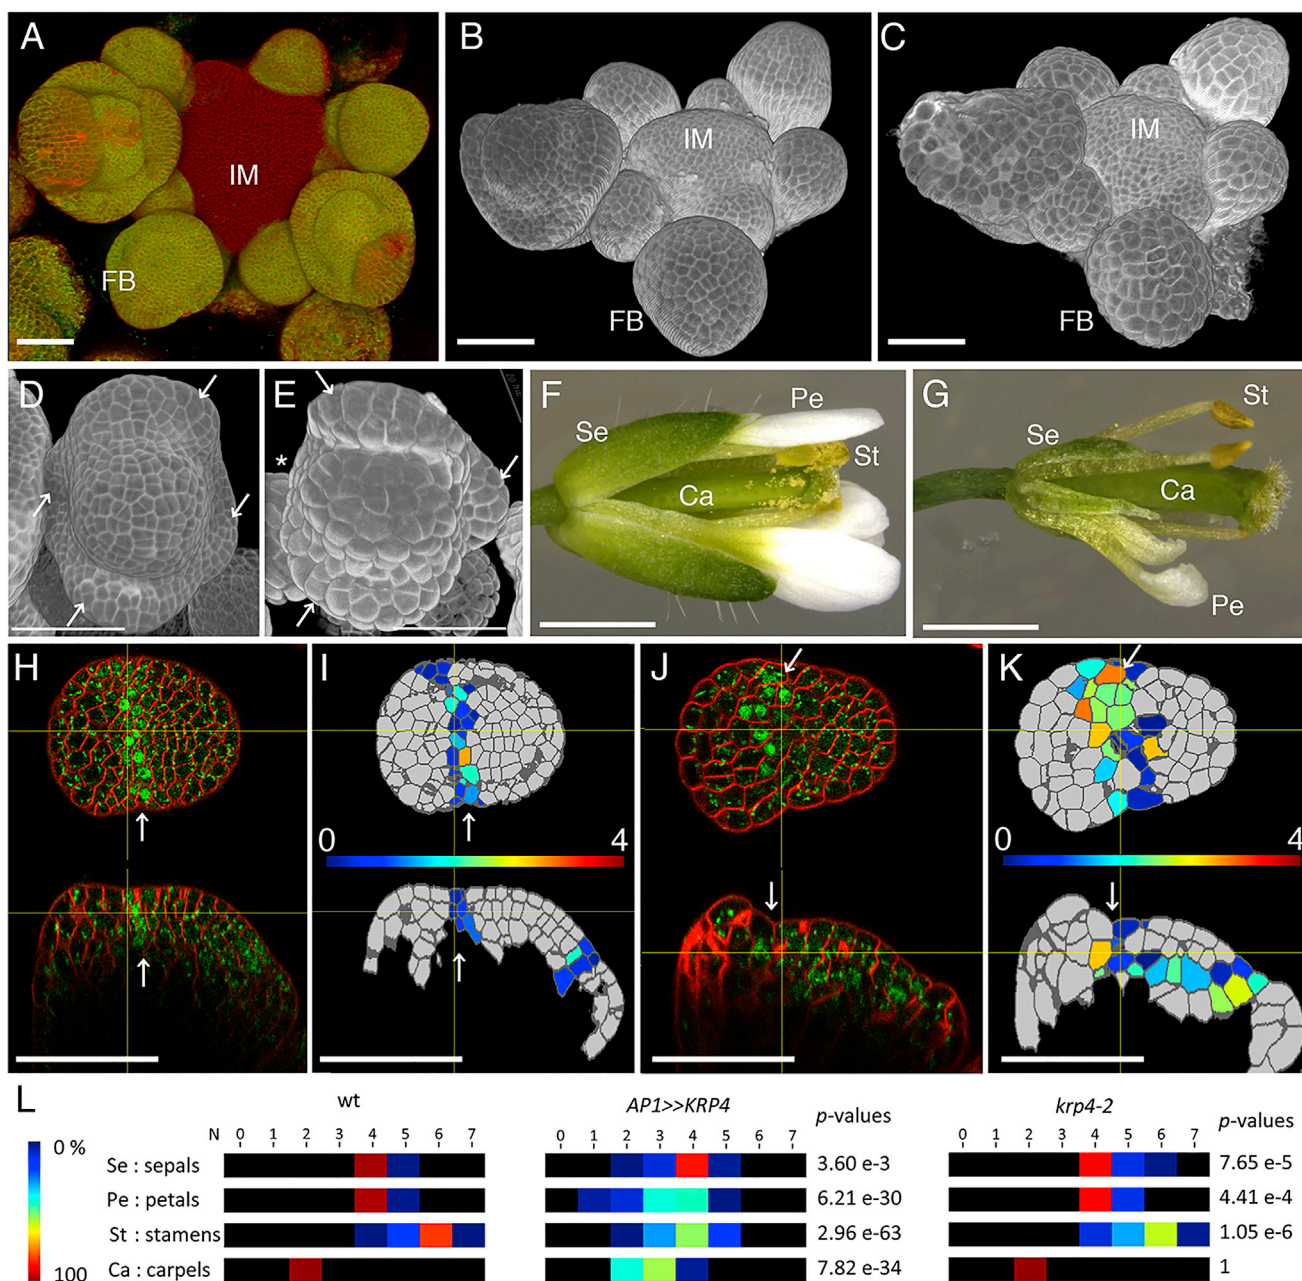 A
B
C
IM
IM
IM
FB
FB
FB
D
E
F
G
*
Pe
Se
St
Ca
St
Se
Ca
Pe
H
I
J
K
0 4
0 4
L
wt AP1>>KRP4 p-values krp4-2 p-values
N 0 1 2 3 4 5 6 7 0 1 2 3 4 5 6 7 0 1 2 3 4 5 6 7
0 %
Se : sepals 3.60 e-3 7.65 e-5
Pe : petals 6.21 e-30 4.41 e-4
St : stamens 2.96 e-63 1.05 e-6
Ca : carpels 7.82 e-34 1
100